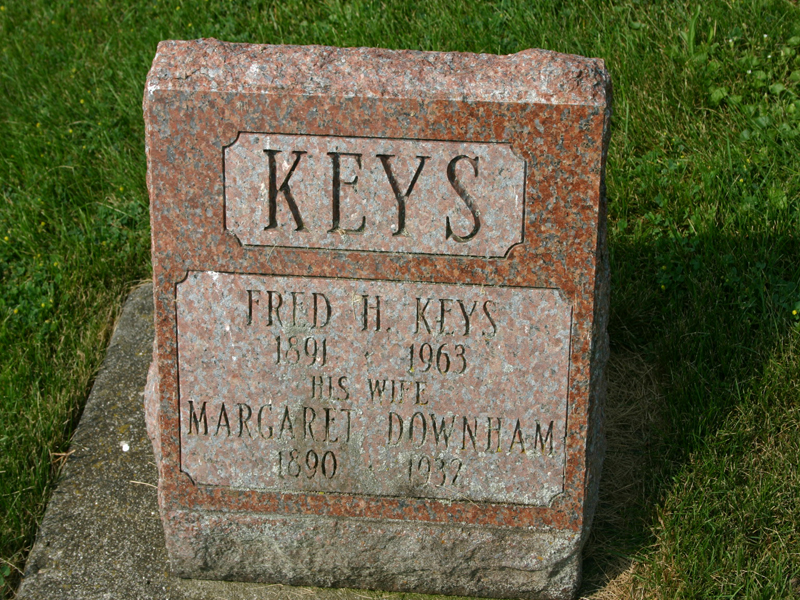 KEYS
FRED H. KEYS
1891 · 1963
HIS WIFE
MARGARET DOWNHAM
1890 · 1932